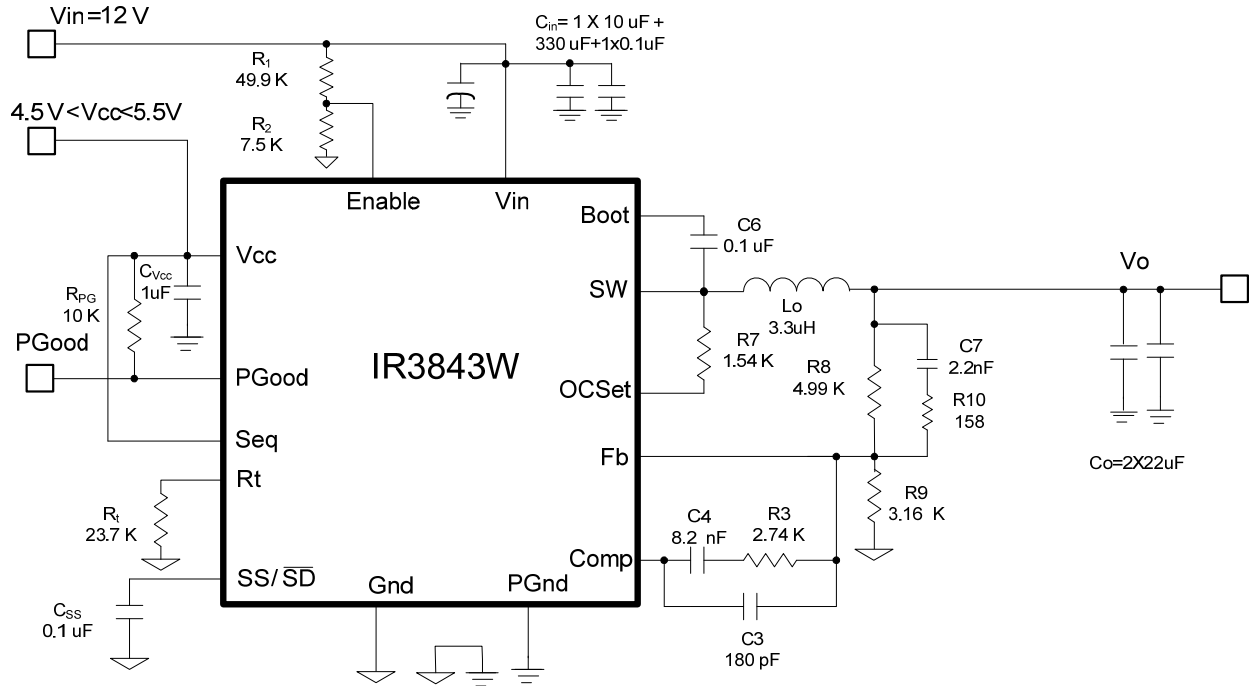 Vin=12 V
Cin= 1 X 10 uF +
330 uF+1x0.1uF
R1
49.9 K
4.5 V <Vcc<5.5V
R2
7.5 K
Enable
Vin
Boot
C6
0.1 uF
Vcc
CVcc
1uF
SW
Vo
RPG
10 K
Lo
3.3uH
PGood
IR3843W
R7
1.54 K
R8
4.99 K
C7
2.2nF
PGood
OCSet
R10
158
Seq
Fb
Co=2X22uF
Rt
Rt
23.7 K
R9
3.16 K
C4
8.2 nF
R3
2.74 K
Comp
SS/ SD
Gnd
PGnd
CSS
0.1 uF
C3
180 pF